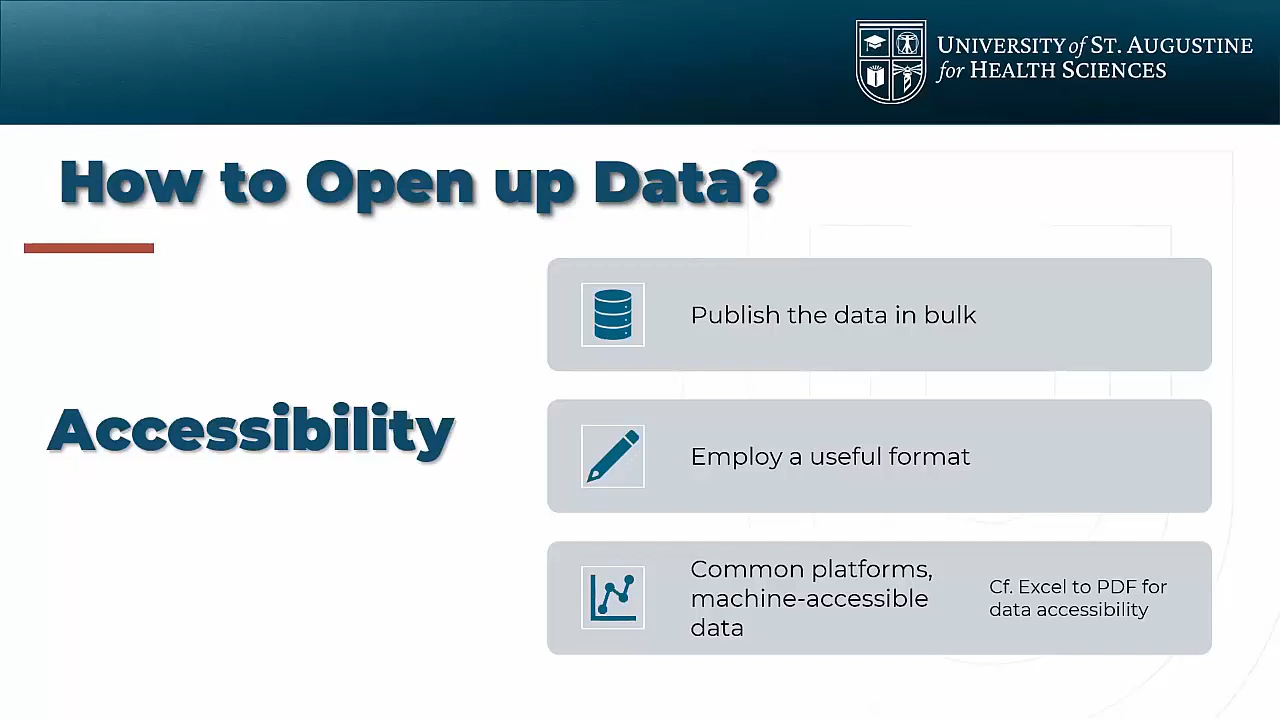 UNIVERSITY of ST. AUGUSTINE
for HEALTH SCIENCES
How to Open up Data?
Accessibility
Publish the data in bulk
Employ a useful format
Common platforms,
machine-accessible
data
Cf. Excel to PDF for
data accessibility